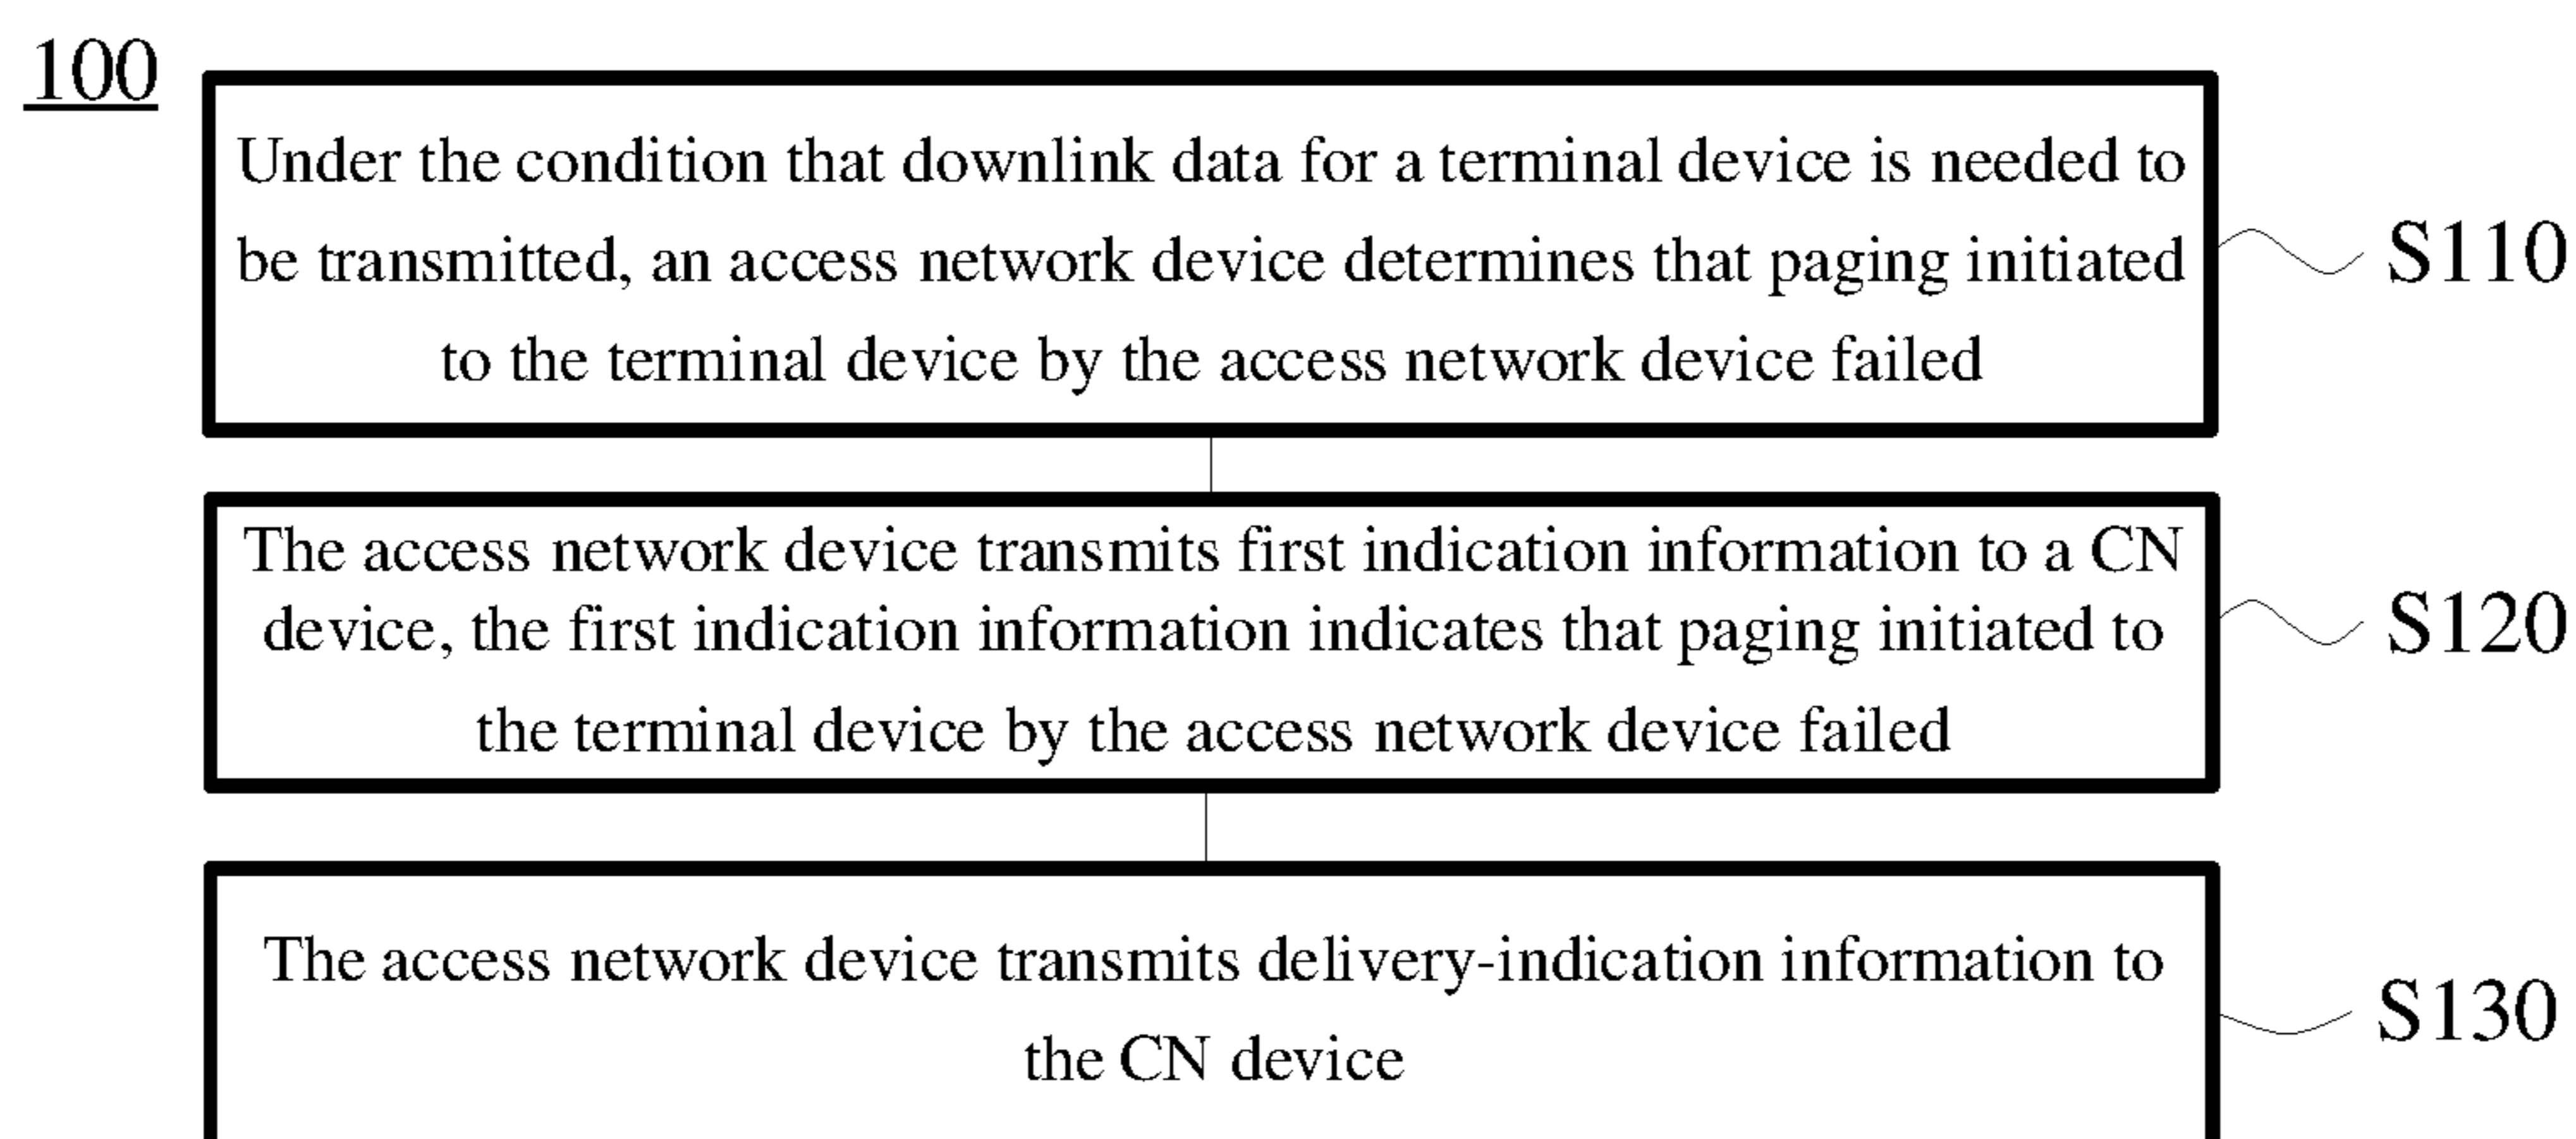 100
Under the condition that downlink data for a terminal device is needed to
be transmitted, an access network device determines that paging initiated
to the terminal device by the access network device failed
S110
The access network device transmits first indication information to a CN
device, the first indication information indicates that paging initiated to
the terminal device by the access network device failed
S120
The access network device transmits delivery-indication information to
the CN device
S130